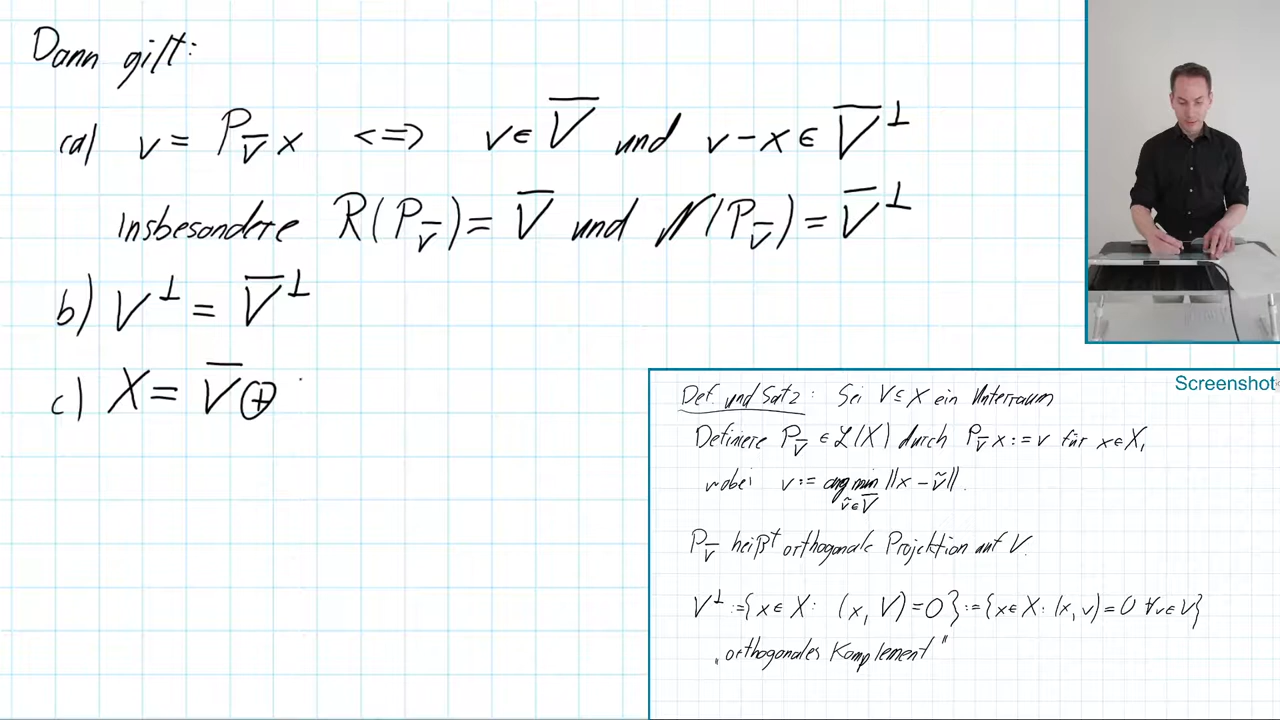 Dann gilt:
(a) v = P_V̅ x <=> v ∈ V̅ und v - x ∈ V̅^⊥
Insbesondere R(P_V̅) = V̅ und N(P_V̅) = V̅^⊥
b) V^⊥ = V̅^⊥
c) X = V̅ ⊕
Screenshot
Def. und Satz: Sei V ⊆ X ein Unterraum
Definiere P_V̅ ∈ L(X) durch P_V̅ x := v für x ∈ X,
wobei v := arg min ||x - ṽ||.
ṽ ∈ V̅
P_V̅ heißt orthogonale Projektion auf V.
V^⊥ := {x ∈ X: (x, V) = 0} := {x ∈ X: (x, v) = 0 ∀v ∈ V}
„orthogonales Komplement"